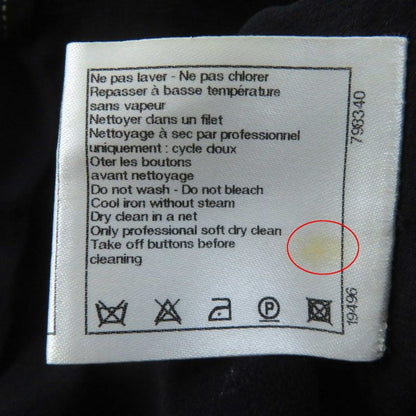 Ne pas laver - Ne pas chlorer
Repasser à basse température
sans vapeur
Nettoyer dans un filet
Nettoyage à sec par professionnel
uniquement : cycle doux
Oter les boutons
avant nettoyage
Do not wash - Do not bleach
Cool iron without steam
Dry clean in a net
Only professional soft dry clean
Take off buttons before
cleaning
P
798340
19496